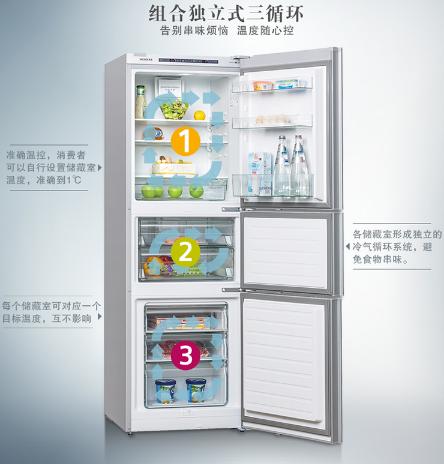 组合独立式三循环
告别串味烦恼 温度随心控
准确温控，消费者
可以自行设置储藏室
温度，准确到1℃
1
2
各储藏室形成独立的
冷气循环系统，避
免食物串味。
每个储藏室可对应一个
目标温度，互不影响
3